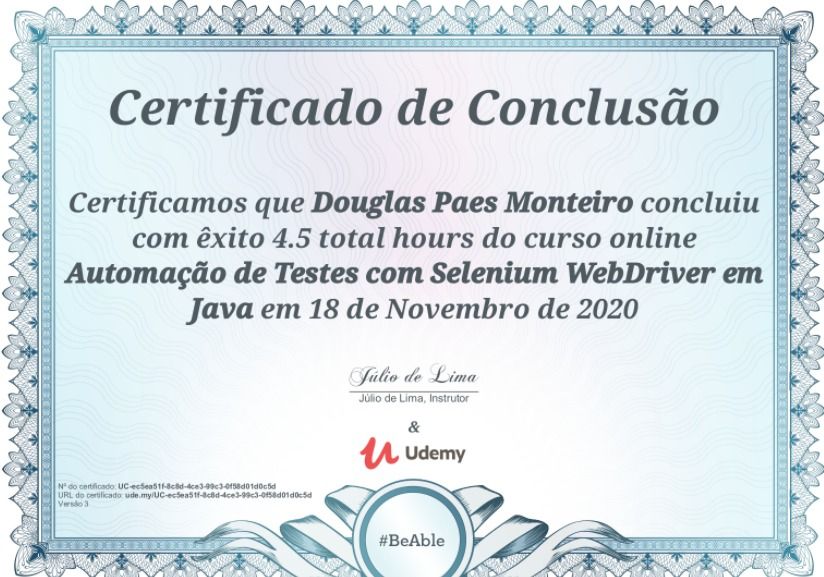 Certificado de Conclusão
Certificamos que Douglas Paes Monteiro concluiu
com êxito 4.5 total hours do curso online
Automação de Testes com Selenium WebDriver em
Java em 18 de Novembro de 2020
Júlio de Lima
Júlio de Lima, Instrutor
&
Udemy
Nº do certificado: UC-ec5ea51f-8c8d-4ce3-99c3-0f58d01d0c5d
URL do certificado: ude.my/UC-ec5ea51f-8c8d-4ce3-99c3-0f58d01d0c5d
Versão 3
#BeAble